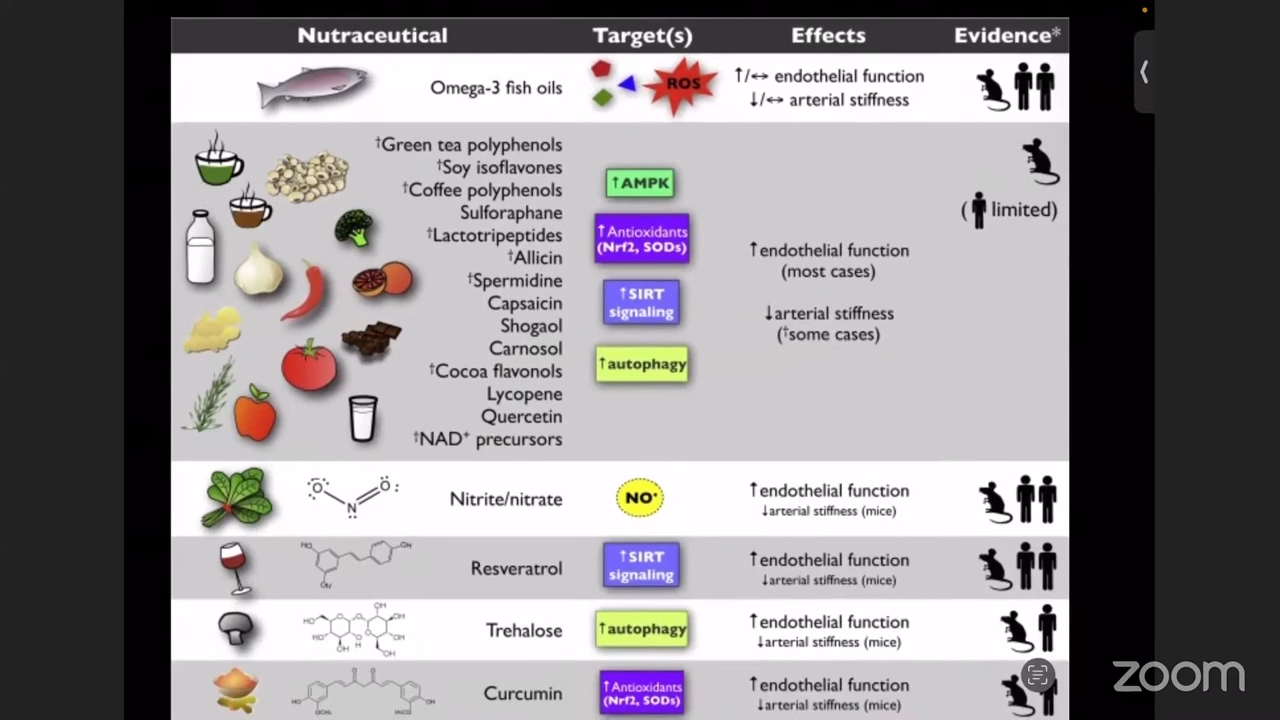 Nutraceutical Target(s) Effects Evidence*
Omega-3 fish oils
ROS
↑/↔ endothelial function
↓/↔ arterial stiffness
†Green tea polyphenols
†Soy isoflavones
†Coffee polyphenols
Sulforaphane
†Lactotripeptides
†Allicin
†Spermidine
Capsaicin
Shogaol
Carnosol
†Cocoa flavonols
Lycopene
Quercetin
†NAD⁺ precursors
↑AMPK
↑Antioxidants
(Nrf2, SODs)
↑SIRT
signaling
↑autophagy
↑endothelial function
(most cases)
↓arterial stiffness
(†some cases)
( limited)
Nitrite/nitrate
NO•
↑endothelial function
↓arterial stiffness (mice)
Resveratrol
↑SIRT
signaling
↑endothelial function
↓arterial stiffness (mice)
Trehalose
↑autophagy
↑endothelial function
↓arterial stiffness (mice)
Curcumin
↑Antioxidants
(Nrf2, SODs)
↑endothelial function
↓arterial stiffness (mice)
zoom